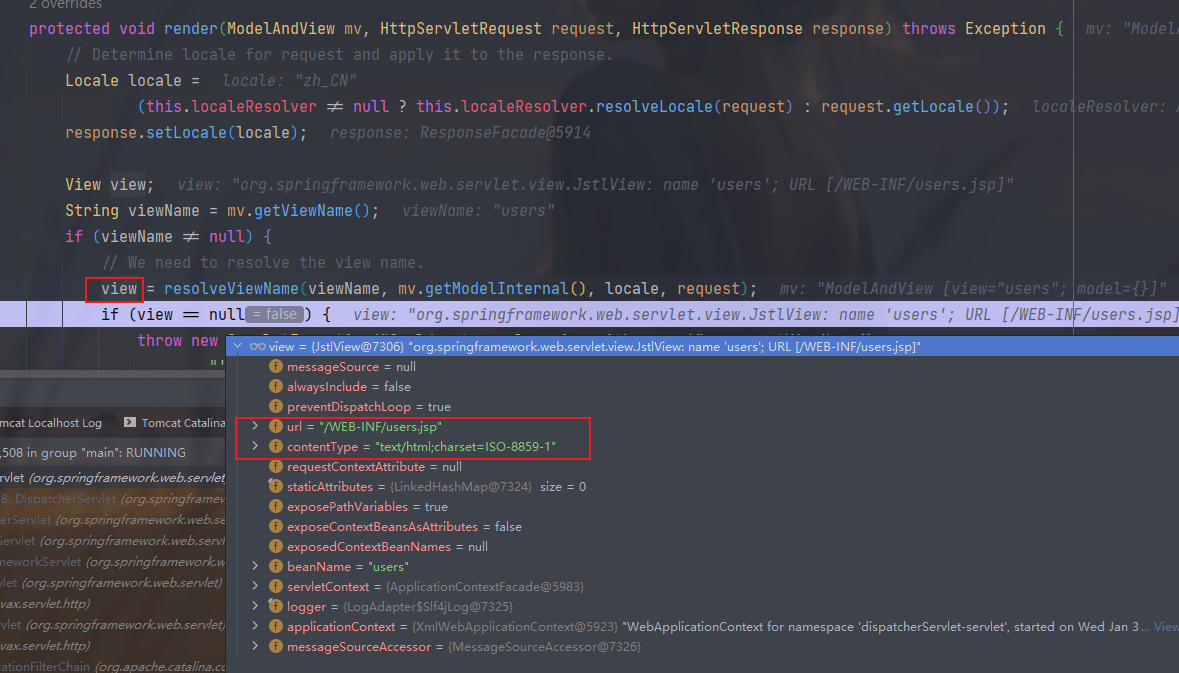 2 overrides
protected void render(ModelAndView mv, HttpServletRequest request, HttpServletResponse response) throws Exception {  mv: "ModelA
// Determine locale for request and apply it to the response.
Locale locale =  locale: "zh_CN"
(this.localeResolver ≠ null ? this.localeResolver.resolveLocale(request) : request.getLocale());  localeResolver:
response.setLocale(locale);  response: ResponseFacade@5914
View view;  view: "org.springframework.web.servlet.view.JstlView: name 'users'; URL [/WEB-INF/users.jsp]"
String viewName = mv.getViewName();  viewName: "users"
if (viewName ≠ null) {
// We need to resolve the view name.
view = resolveViewName(viewName, mv.getModelInternal(), locale, request);  mv: "ModelAndView [view="users"; model={}]"
if (view == null = false ) {  view: "org.springframework.web.servlet.view.JstlView: name 'users'; URL [/WEB-INF/users.jsp]
throw new
"'
view = {JstlView@7306} "org.springframework.web.servlet.view.JstlView: name 'users'; URL [/WEB-INF/users.jsp]"
messageSource = null
alwaysInclude = false
preventDispatchLoop = true
url = "/WEB-INF/users.jsp"
contentType = "text/html;charset=ISO-8859-1"
requestContextAttribute = null
staticAttributes = {LinkedHashMap@7324} size = 0
exposePathVariables = true
exposeContextBeansAsAttributes = false
exposedContextBeanNames = null
beanName = "users"
servletContext = {ApplicationContextFacade@5983}
logger = {LogAdapter$Slf4jLog@7325}
applicationContext = {XmlWebApplicationContext@5923} "WebApplicationContext for namespace 'dispatcherServlet-servlet', started on Wed Jan 3... View
messageSourceAccessor = {MessageSourceAccessor@7326}
mcat Localhost Log  Tomcat Catalina
,508 in group "main": RUNNING
rvlet (org.springframework.web.servlet
8, DispatcherServlet (org.springframew
erServlet (org.springframework.web.se
Servlet (org.springframework.web.servl
meworkServlet (org.springframework.w
vlet (org.springframework.web.servlet)
vax.servlet.http)
rvlet (org.springframework.web.servlet
vax.servlet.http)
cationFilterChain (org.apache.catalina.co